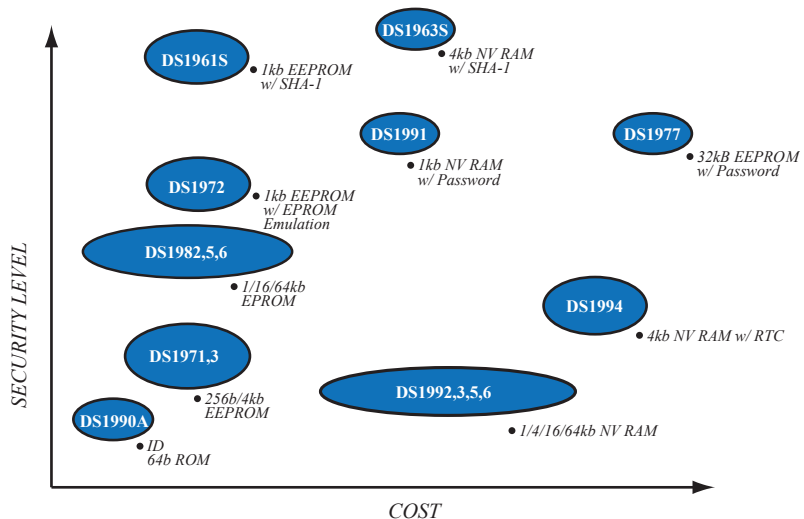 DS1963S
4kb NV RAM
w/ SHA-1
DS1961S
1kb EEPROM
w/ SHA-1
DS1991
1kb NV RAM
w/ Password
DS1977
32kB EEPROM
w/ Password
DS1972
1kb EEPROM
w/ EPROM
Emulation
DS1982,5,6
1/16/64kb
EPROM
DS1994
4kb NV RAM w/ RTC
DS1971,3
256b/4kb
EEPROM
DS1992,3,5,6
1/4/16/64kb NV RAM
DS1990A
ID
64b ROM
SECURITY LEVEL
COST